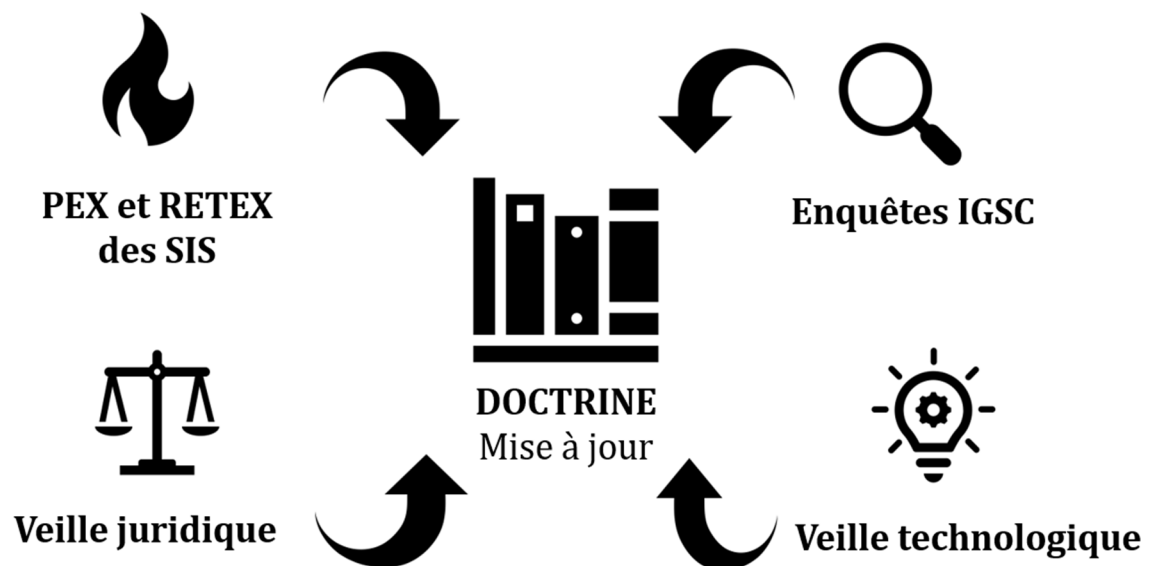 PEX et RETEX
des SIS
Enquêtes IGSC
DOCTRINE
Mise à jour
Veille juridique
Veille technologique